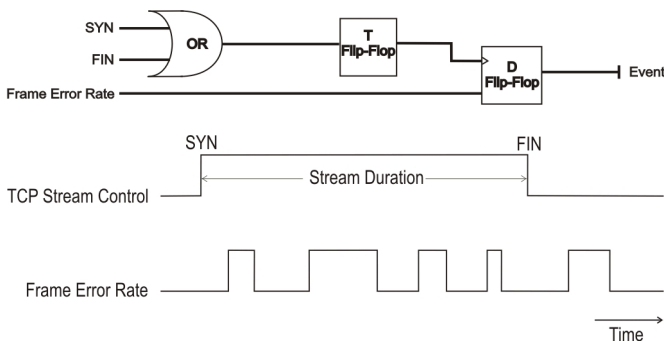 SYN
FIN
OR
T
Flip-Flop
D
Flip-Flop
Event
Frame Error Rate
SYN
FIN
Stream Duration
TCP Stream Control
Frame Error Rate
Time